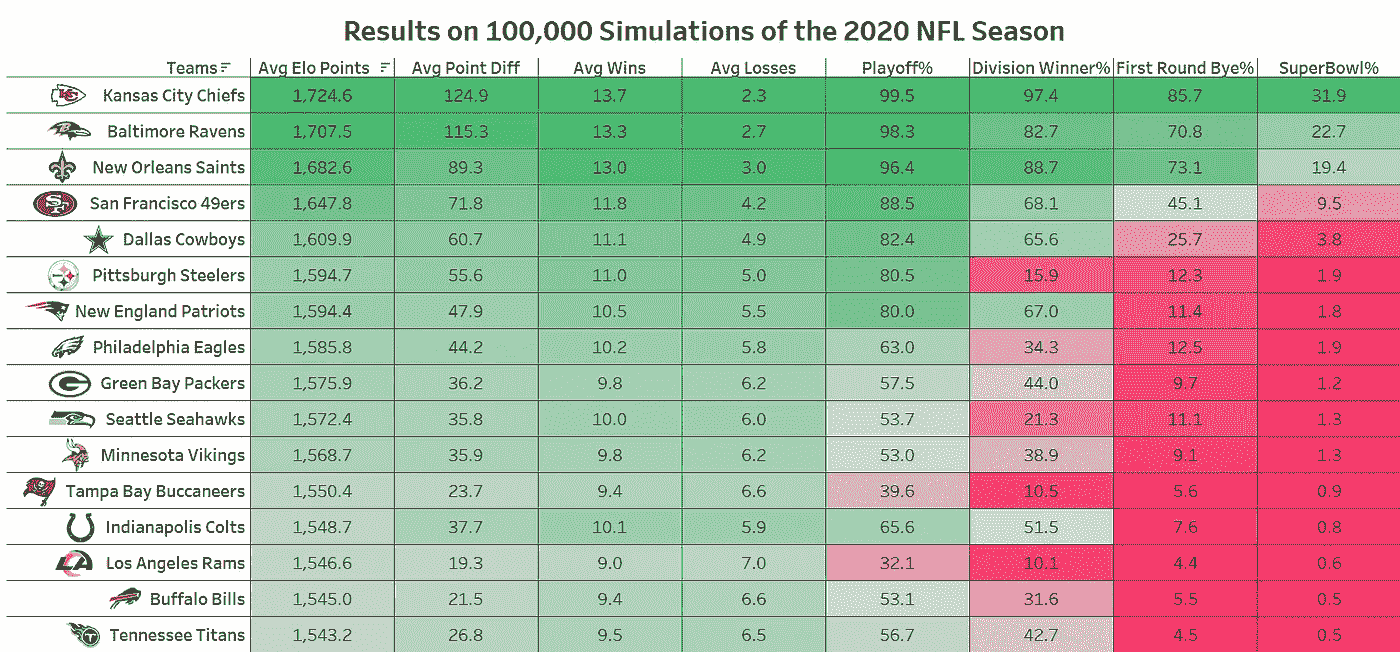 Results on 100,000 Simulations of the 2020 NFL Season
Teams Avg Elo Points Avg Point Diff Avg Wins Avg Losses Playoff% Division Winner% First Round Bye% SuperBowl%
Kansas City Chiefs 1,724.6 124.9 13.7 2.3 99.5 97.4 85.7 31.9
Baltimore Ravens 1,707.5 115.3 13.3 2.7 98.3 82.7 70.8 22.7
New Orleans Saints 1,682.6 89.3 13.0 3.0 96.4 88.7 73.1 19.4
San Francisco 49ers 1,647.8 71.8 11.8 4.2 88.5 68.1 45.1 9.5
Dallas Cowboys 1,609.9 60.7 11.1 4.9 82.4 65.6 25.7 3.8
Pittsburgh Steelers 1,594.7 55.6 11.0 5.0 80.5 15.9 12.3 1.9
New England Patriots 1,594.4 47.9 10.5 5.5 80.0 67.0 11.4 1.8
Philadelphia Eagles 1,585.8 44.2 10.2 5.8 63.0 34.3 12.5 1.9
Green Bay Packers 1,575.9 36.2 9.8 6.2 57.5 44.0 9.7 1.2
Seattle Seahawks 1,572.4 35.8 10.0 6.0 53.7 21.3 11.1 1.3
Minnesota Vikings 1,568.7 35.9 9.8 6.2 53.0 38.9 9.1 1.3
Tampa Bay Buccaneers 1,550.4 23.7 9.4 6.6 39.6 10.5 5.6 0.9
Indianapolis Colts 1,548.7 37.7 10.1 5.9 65.6 51.5 7.6 0.8
Los Angeles Rams 1,546.6 19.3 9.0 7.0 32.1 10.1 4.4 0.6
Buffalo Bills 1,545.0 21.5 9.4 6.6 53.1 31.6 5.5 0.5
Tennessee Titans 1,543.2 26.8 9.5 6.5 56.7 42.7 4.5 0.5